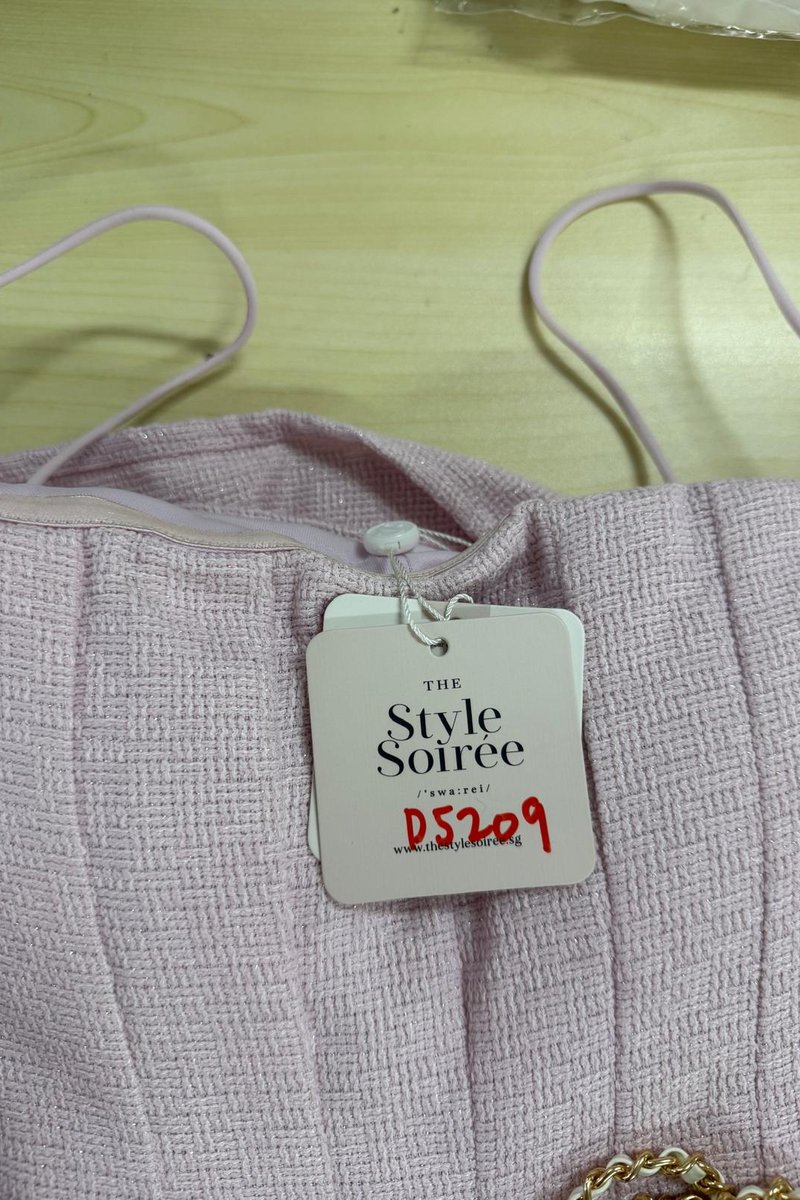 THE
Style
Soirée
/'swa:rei/
D5209
www.thestylesoiree.sg